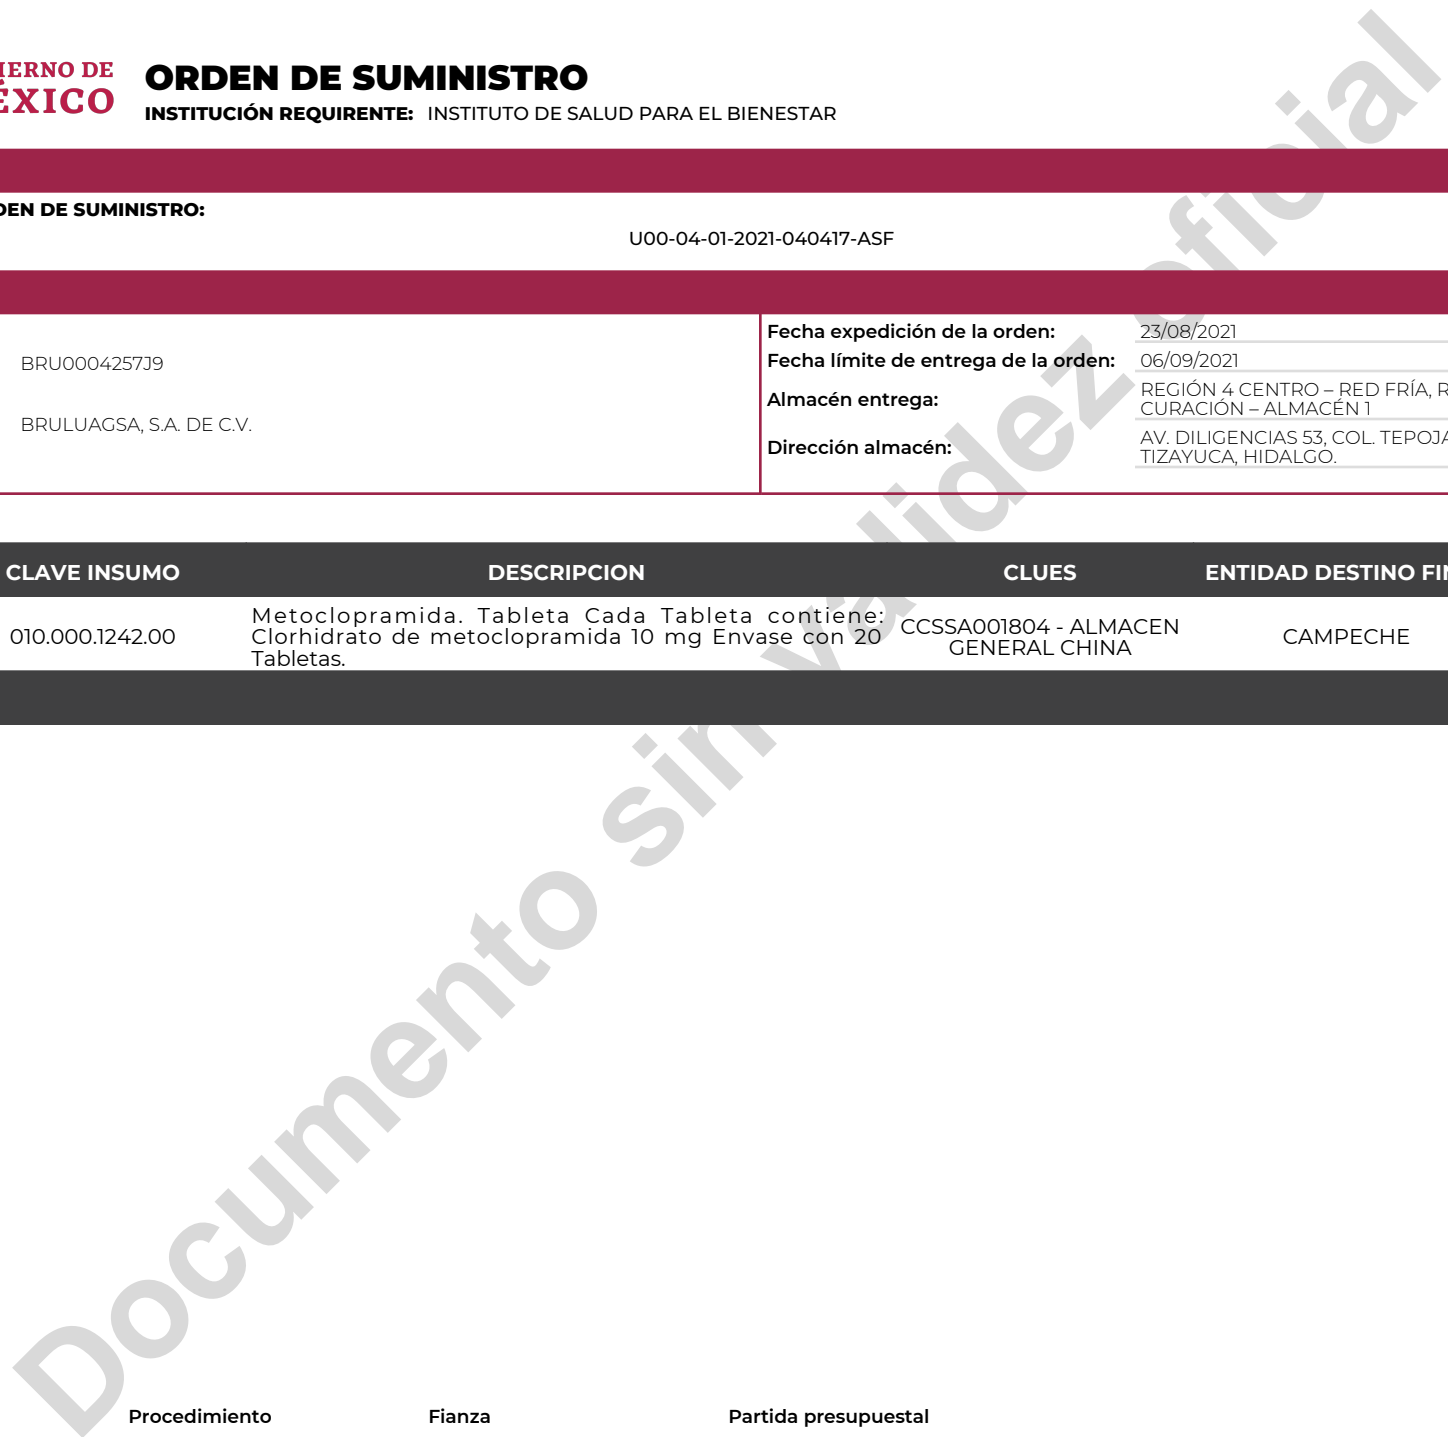 IERNO DE
ÉXICO
ORDEN DE SUMINISTRO
INSTITUCIÓN REQUIRENTE: INSTITUTO DE SALUD PARA EL BIENESTAR
DEN DE SUMINISTRO:
U00-04-01-2021-040417-ASF
BRU0004257J9
BRULUAGSA, S.A. DE C.V.
Fecha expedición de la orden: 23/08/2021
Fecha límite de entrega de la orden: 06/09/2021
Almacén entrega: REGIÓN 4 CENTRO – RED FRÍA, R
CURACIÓN – ALMACÉN 1
Dirección almacén: AV. DILIGENCIAS 53, COL. TEPOJA
TIZAYUCA, HIDALGO.
CLAVE INSUMO DESCRIPCION CLUES ENTIDAD DESTINO FIN
010.000.1242.00
Metoclopramida. Tableta Cada Tableta contiene:
Clorhidrato de metoclopramida 10 mg Envase con 20
Tabletas.
CCSSA001804 - ALMACEN
GENERAL CHINA
CAMPECHE
Documento sin validez oficial
Procedimiento Fianza Partida presupuestal